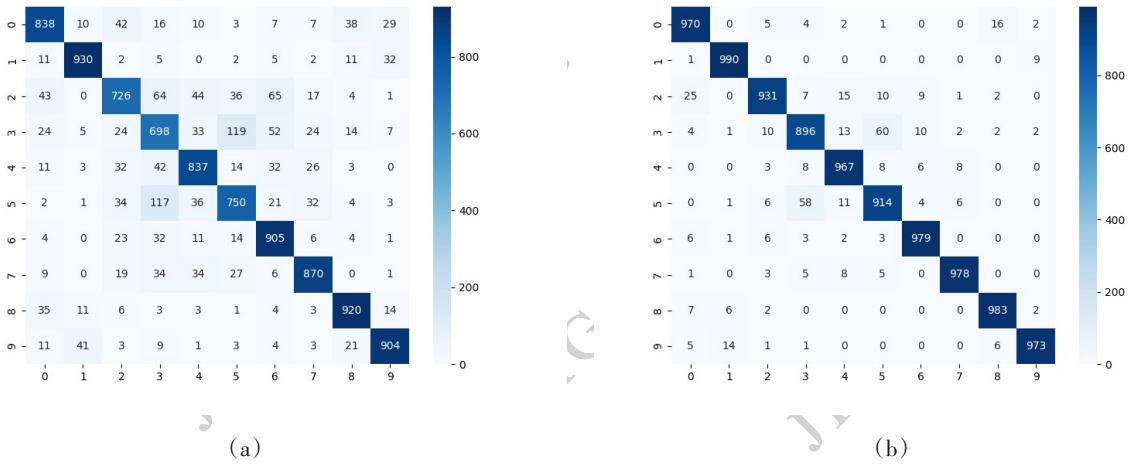 0 838 10 42 16 10 3 7 7 38 29
1 11 930 2 5 0 2 5 2 11 32
2 43 0 726 64 44 36 65 17 4 1
3 24 5 24 698 33 119 52 24 14 7
4 11 3 32 42 837 14 32 26 3 0
5 2 1 34 117 36 750 21 32 4 3
6 4 0 23 32 11 14 905 6 4 1
7 9 0 19 34 34 27 6 870 0 1
8 35 11 6 3 3 1 4 3 920 14
9 11 41 3 9 1 3 4 3 21 904
0 1 2 3 4 5 6 7 8 9
800
600
400
200
0
(a)
0 970 0 5 4 2 1 0 0 16 2
1 1 990 0 0 0 0 0 0 0 9
2 25 0 931 7 15 10 9 1 2 0
3 4 1 10 896 13 60 10 2 2 2
4 0 0 3 8 967 8 6 8 0 0
5 0 1 6 58 11 914 4 6 0 0
6 6 1 6 3 2 3 979 0 0 0
7 1 0 3 5 8 5 0 978 0 0
8 7 6 2 0 0 0 0 0 983 2
9 5 14 1 1 0 0 0 0 6 973
0 1 2 3 4 5 6 7 8 9
800
600
400
200
0
(b)